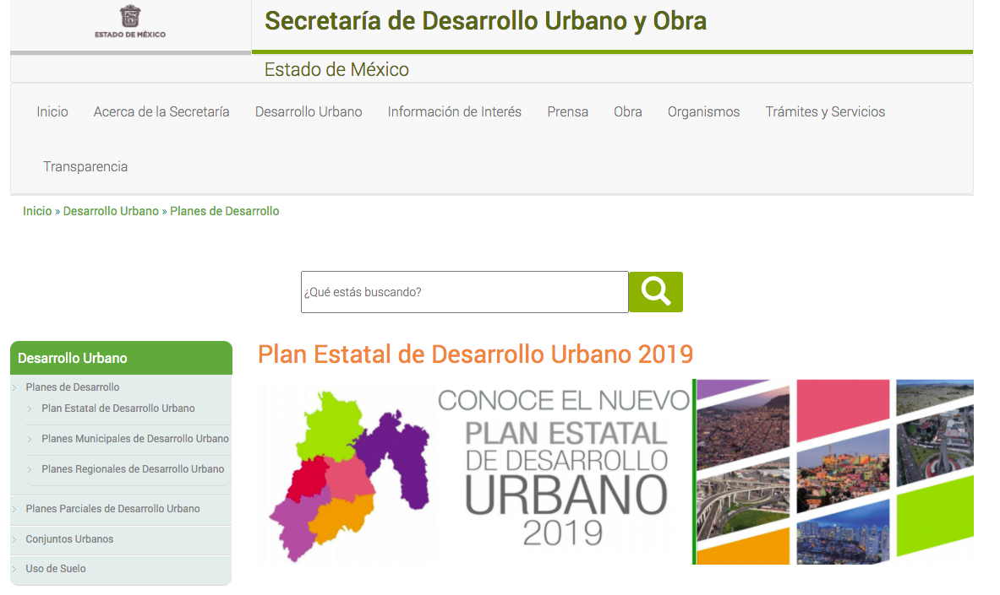 ESTADO DE MÉXICO
Secretaría de Desarrollo Urbano y Obra
Estado de México
Inicio Acerca de la Secretaría Desarrollo Urbano Información de Interés Prensa Obra Organismos Trámites y Servicios
Transparencia
Inicio » Desarrollo Urbano » Planes de Desarrollo
¿Qué estás buscando?
Desarrollo Urbano
Planes de Desarrollo
Plan Estatal de Desarrollo Urbano
Planes Municipales de Desarrollo Urbano
Planes Regionales de Desarrollo Urbano
Planes Parciales de Desarrollo Urbano
Conjuntos Urbanos
Uso de Suelo
Plan Estatal de Desarrollo Urbano 2019
CONOCE EL NUEVO
PLAN ESTATAL
DE DESARROLLO
URBANO
2019